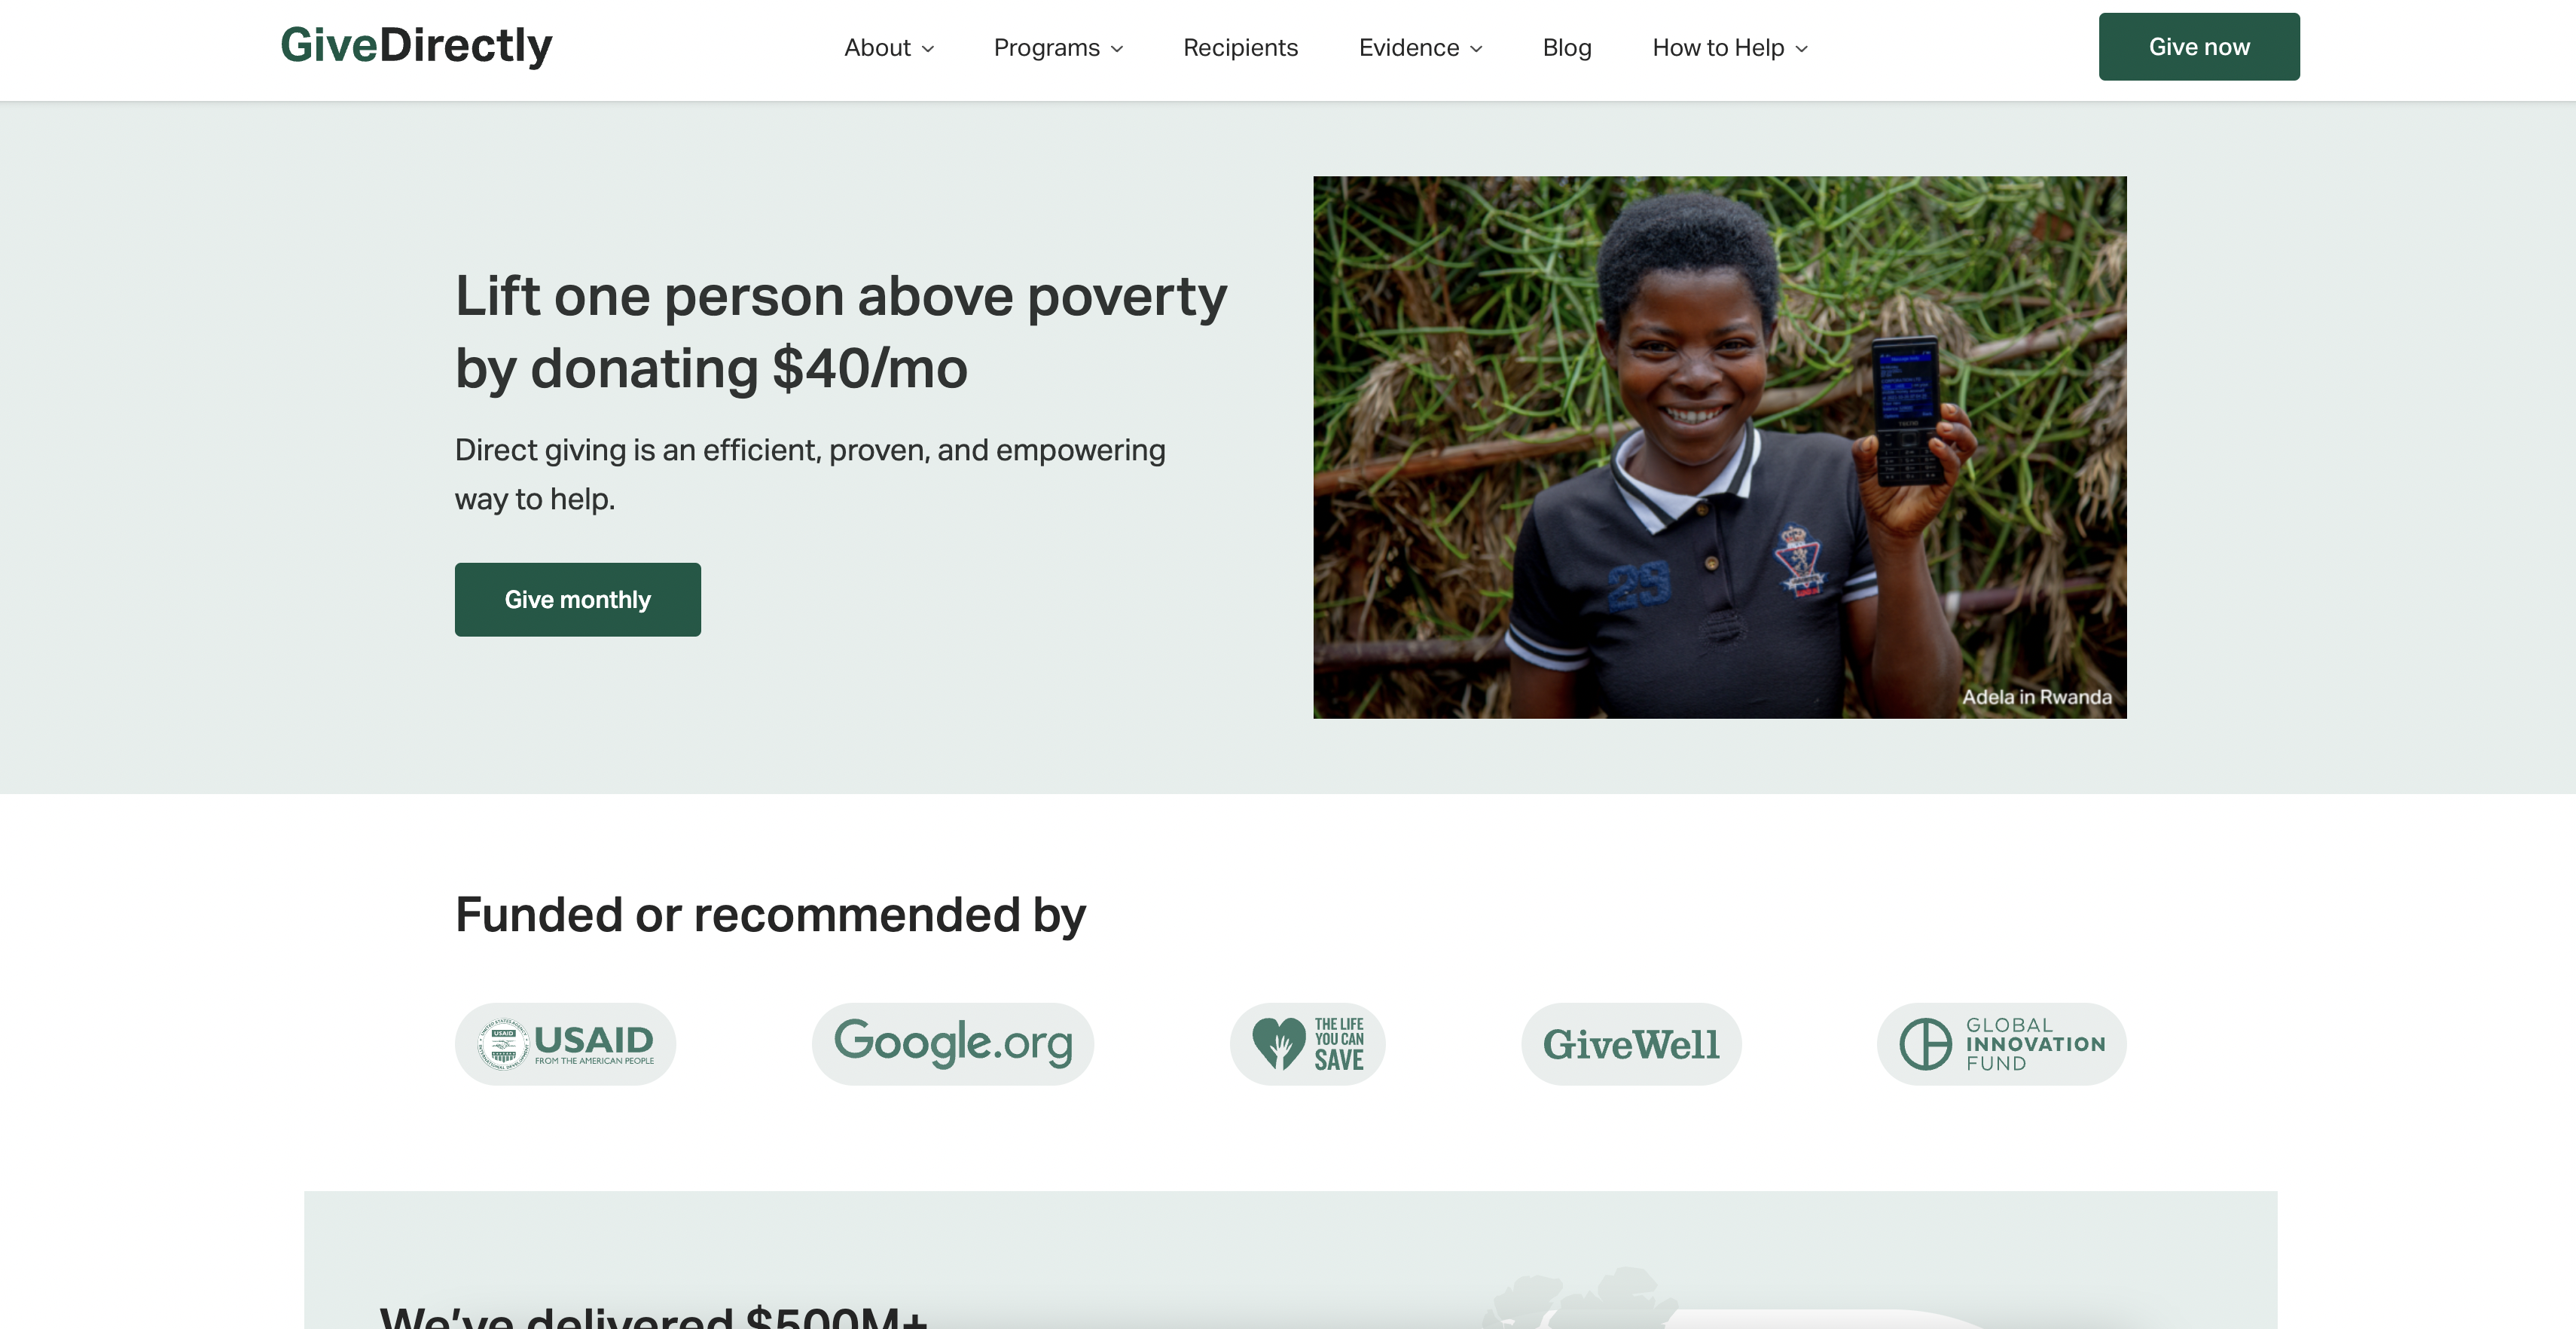 GiveDirectly
About
Programs
Recipients
Evidence
Blog
How to Help
Give now
Lift one person above poverty
by donating $40/mo
Direct giving is an efficient, proven, and empowering
way to help.
Give monthly
29
Adela in Rwanda
Funded or recommended by
USAID
USAID
FROM THE AMERICAN PEOPLE
Google.org
THE LIFE
YOU CAN
SAVE
GiveWell
GLOBAL
INNOVATION
FUND
We've delivered $500M+